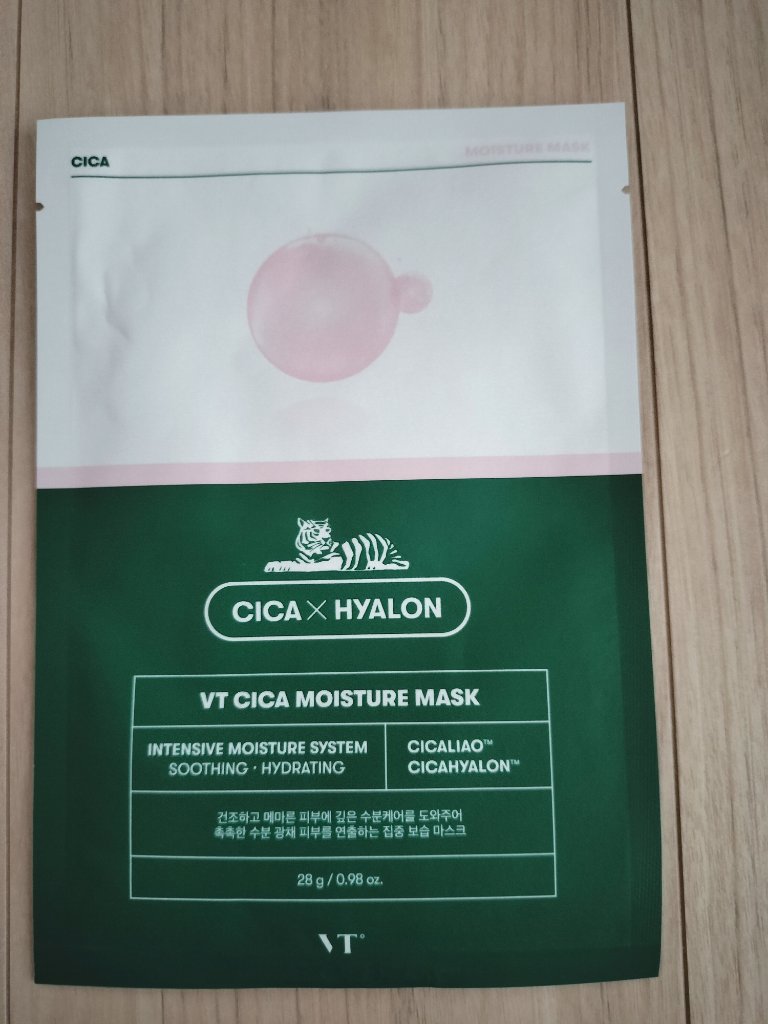 CICA
MOISTURE MASK
CICA × HYALON
VT CICA MOISTURE MASK
INTENSIVE MOISTURE SYSTEM
SOOTHING · HYDRATING
CICALIAO™
CICAHYALON™
건조하고 메마른 피부에 깊은 수분케어를 도와주어
촉촉한 수분 광채 피부를 연출하는 집중 보습 마스크
28 g / 0.98 oz.
VT°